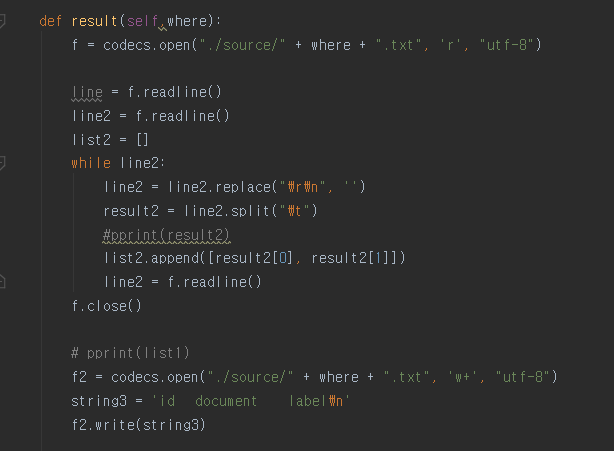 def result(self,where):
    f = codecs.open("./source/" + where + ".txt", 'r', "utf-8")

    line = f.readline()
    line2 = f.readline()
    list2 = []
    while line2:
        line2 = line2.replace("₩r₩n", '')
        result2 = line2.split("₩t")
        #pprint(result2)
        list2.append([result2[0], result2[1]])
        line2 = f.readline()
    f.close()

    # pprint(list1)
    f2 = codecs.open("./source/" + where + ".txt", 'w+', "utf-8")
    string3 = 'id  document    label₩n'
    f2.write(string3)